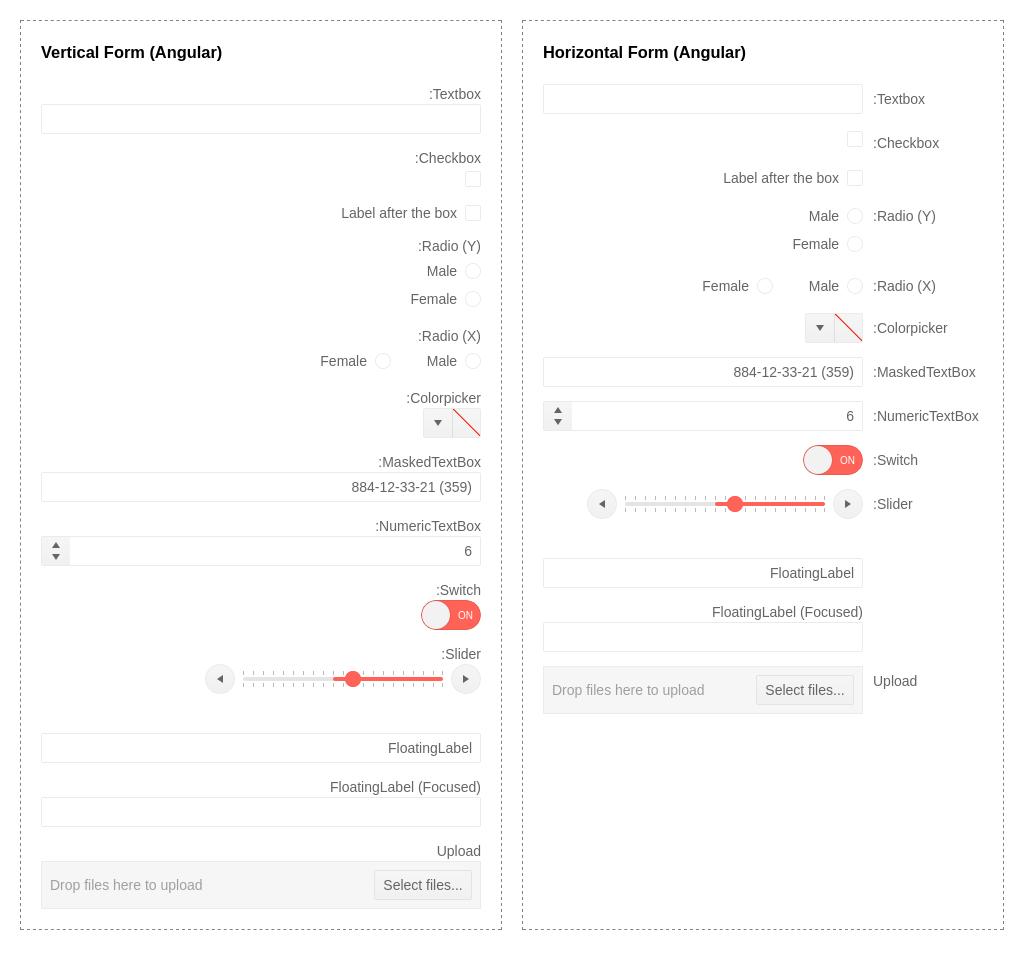 Vertical Form (Angular)
:Textbox
:Checkbox
Label after the box
:Radio (Y)
Male
Female
:Radio (X)
Female Male
:Colorpicker
:MaskedTextBox
884-12-33-21 (359)
:NumericTextBox
6
:Switch
ON
:Slider
FloatingLabel
FloatingLabel (Focused)
Upload
Drop files here to upload Select files...
Horizontal Form (Angular)
:Textbox
:Checkbox
Label after the box
Male :Radio (Y)
Female
Female Male :Radio (X)
:Colorpicker
884-12-33-21 (359) :MaskedTextBox
6 :NumericTextBox
ON :Switch
:Slider
FloatingLabel
FloatingLabel (Focused)
Drop files here to upload Select files... Upload